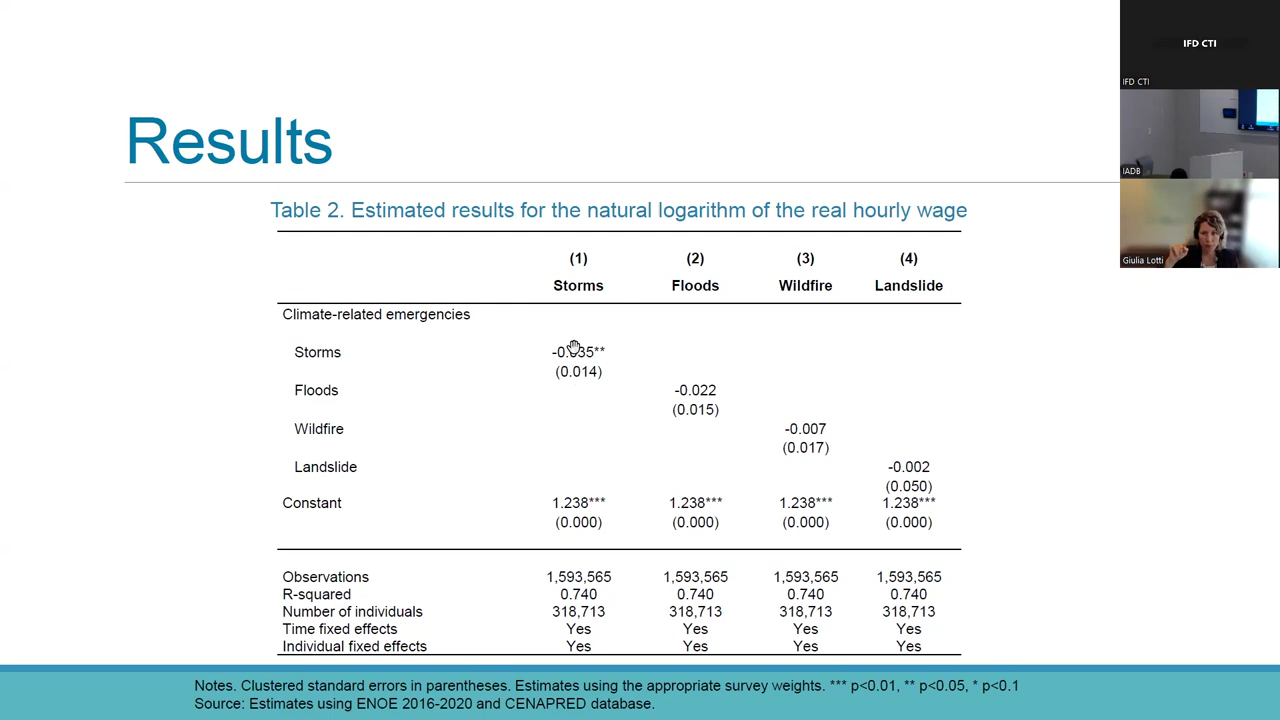 Results
Table 2. Estimated results for the natural logarithm of the real hourly wage
(1) (2) (3) (4)
Storms Floods Wildfire Landslide
Climate-related emergencies
Storms -0.035**
(0.014)
Floods -0.022
(0.015)
Wildfire -0.007
(0.017)
Landslide -0.002
(0.050)
Constant 1.238*** 1.238*** 1.238*** 1.238***
(0.000) (0.000) (0.000) (0.000)
Observations 1,593,565 1,593,565 1,593,565 1,593,565
R-squared 0.740 0.740 0.740 0.740
Number of individuals 318,713 318,713 318,713 318,713
Time fixed effects Yes Yes Yes Yes
Individual fixed effects Yes Yes Yes Yes
Notes. Clustered standard errors in parentheses. Estimates using the appropriate survey weights. *** p<0.01, ** p<0.05, * p<0.1
Source: Estimates using ENOE 2016-2020 and CENAPRED database.
IFD CTI
IFD CTI
IADB
Giulia Lotti